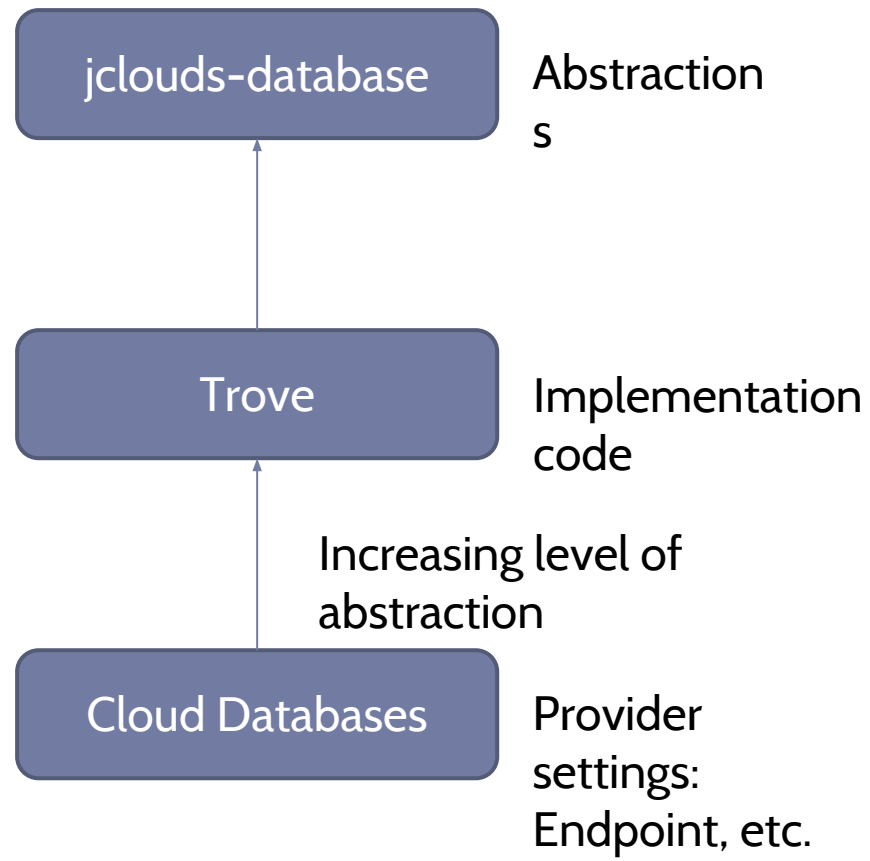 jclouds-database
Abstraction
s
Trove
Implementation
code
Increasing level of
abstraction
Cloud Databases
Provider
settings:
Endpoint, etc.